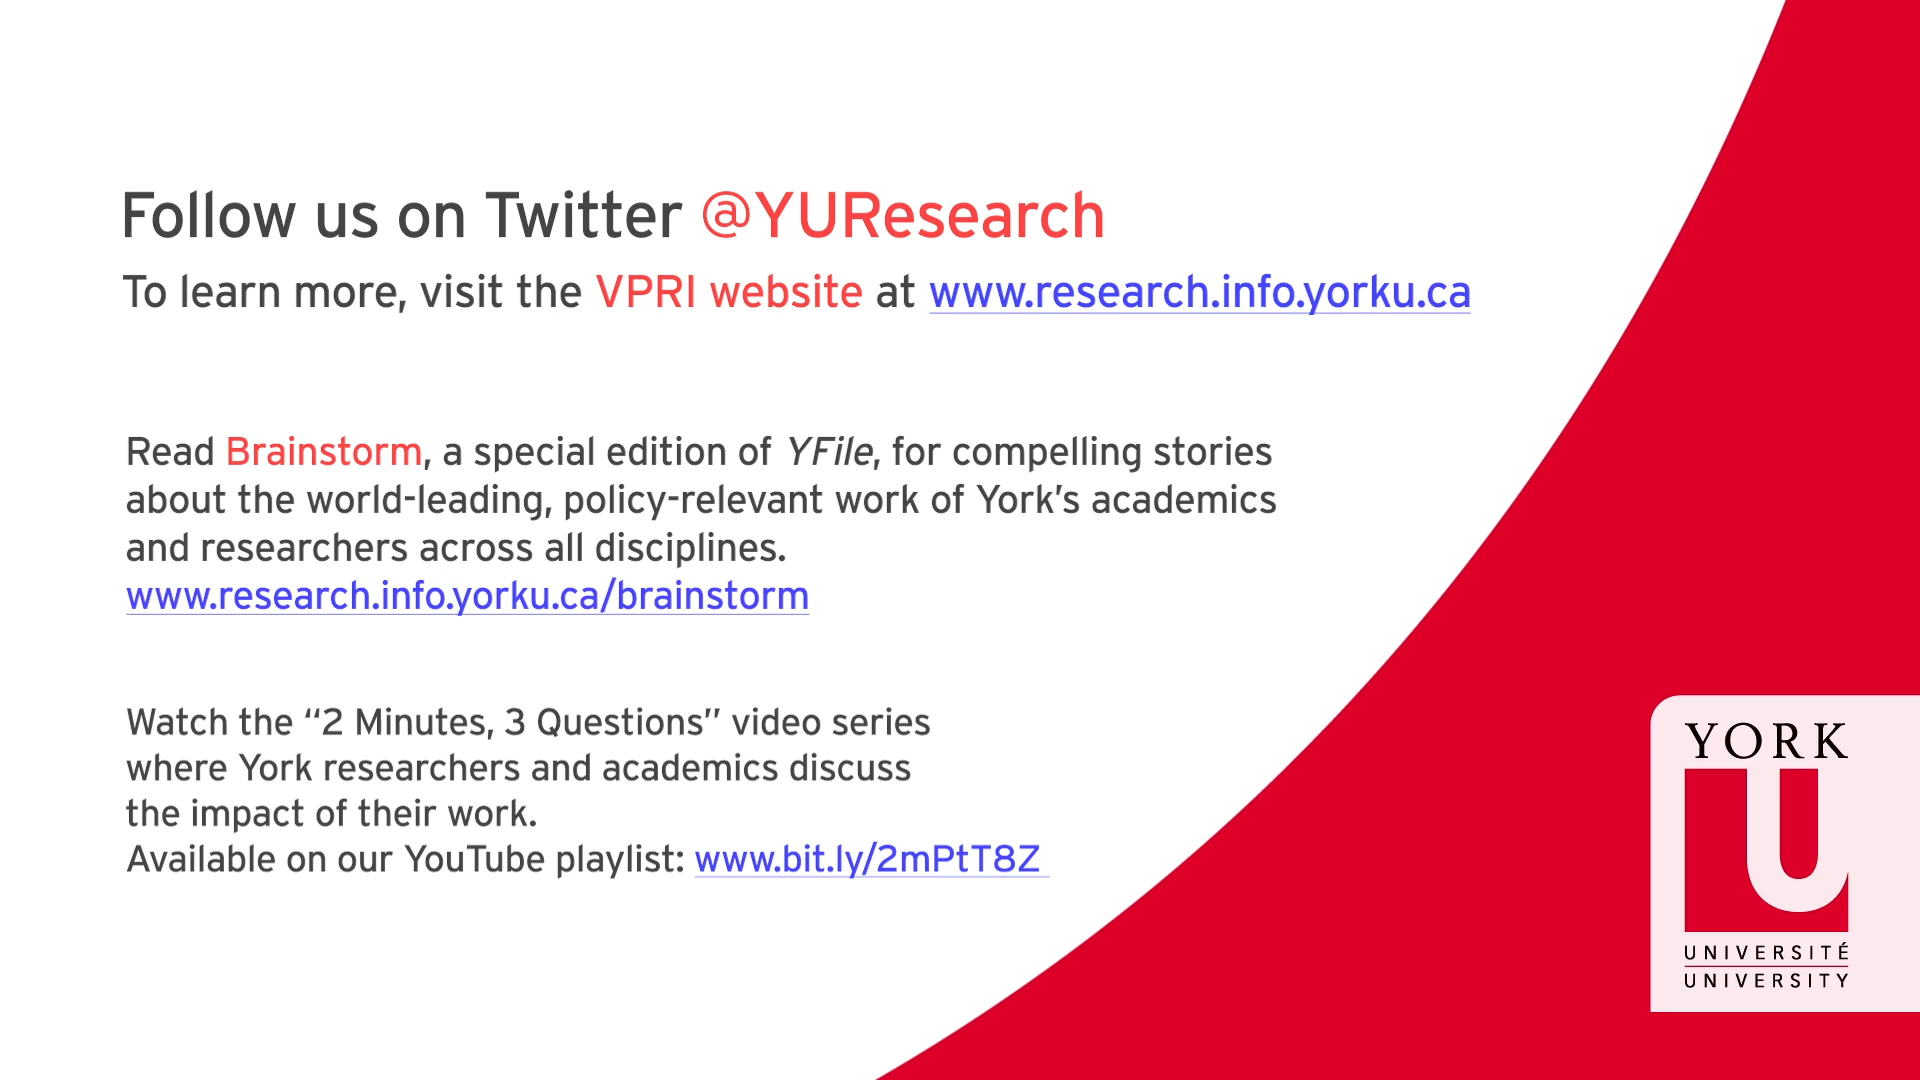 Follow us on Twitter @YUResearch
To learn more, visit the VPRI website at www.research.info.yorku.ca
Read Brainstorm, a special edition of YFile, for compelling stories
about the world-leading, policy-relevant work of York’s academics
and researchers across all disciplines.
www.research.info.yorku.ca/brainstorm
Watch the “2 Minutes, 3 Questions” video series
where York researchers and academics discuss
the impact of their work.
Available on our YouTube playlist: www.bit.ly/2mPtT8Z
YORK
U
UNIVERSITÉ
UNIVERSITY